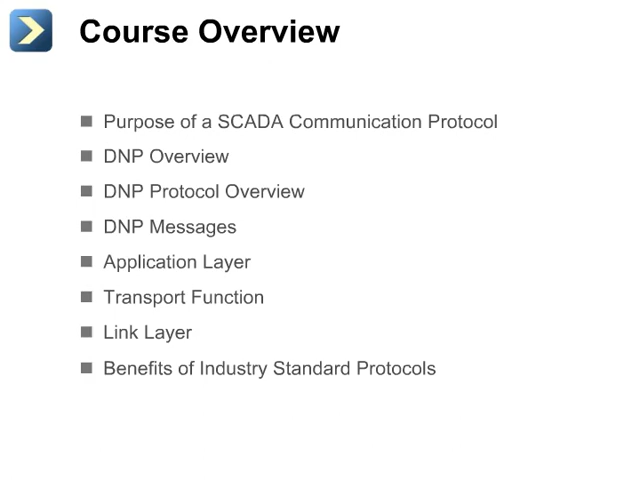 Course Overview
Purpose of a SCADA Communication Protocol
DNP Overview
DNP Protocol Overview
DNP Messages
Application Layer
Transport Function
Link Layer
Benefits of Industry Standard Protocols